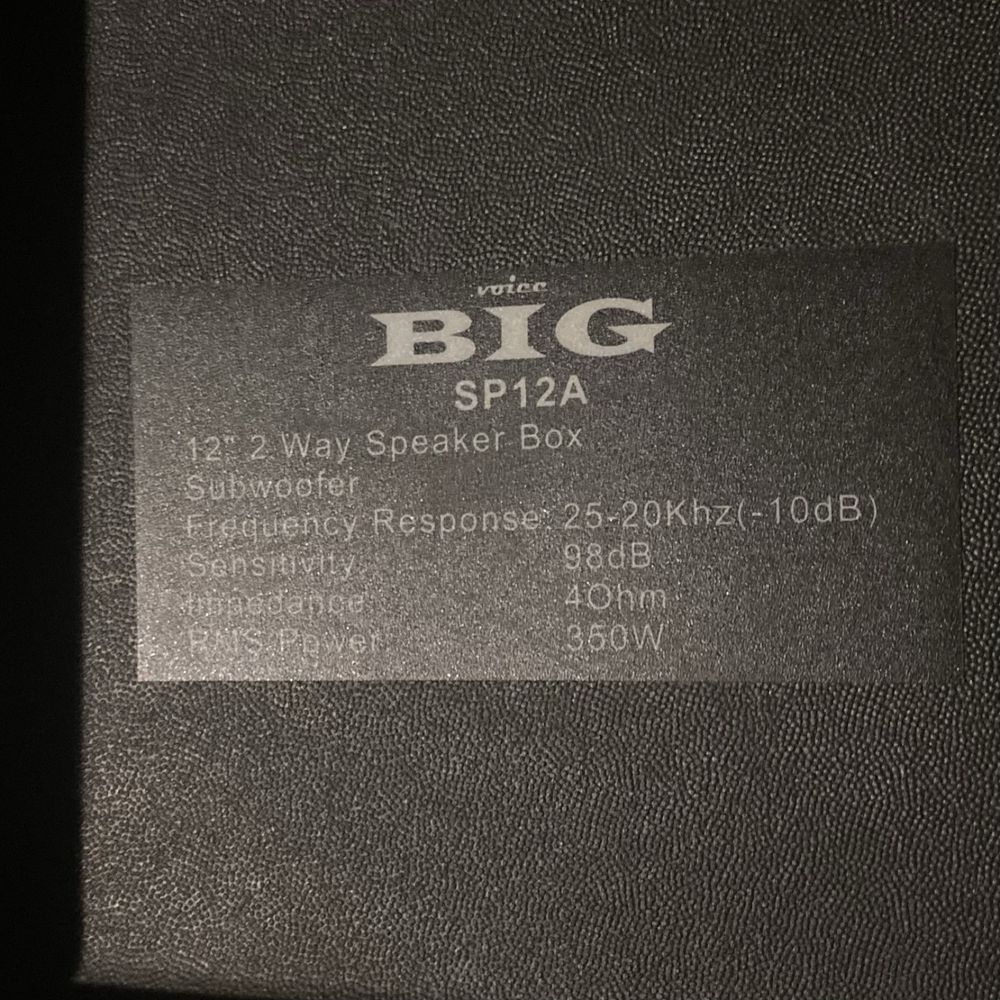 voice
BIG
SP12A
12" 2 Way Speaker Box
Subwoofer
Frequency Response: 25-20Khz(-10dB)
Sensitivity: 98dB
Impedance 4Ohm
RMS Power 350W